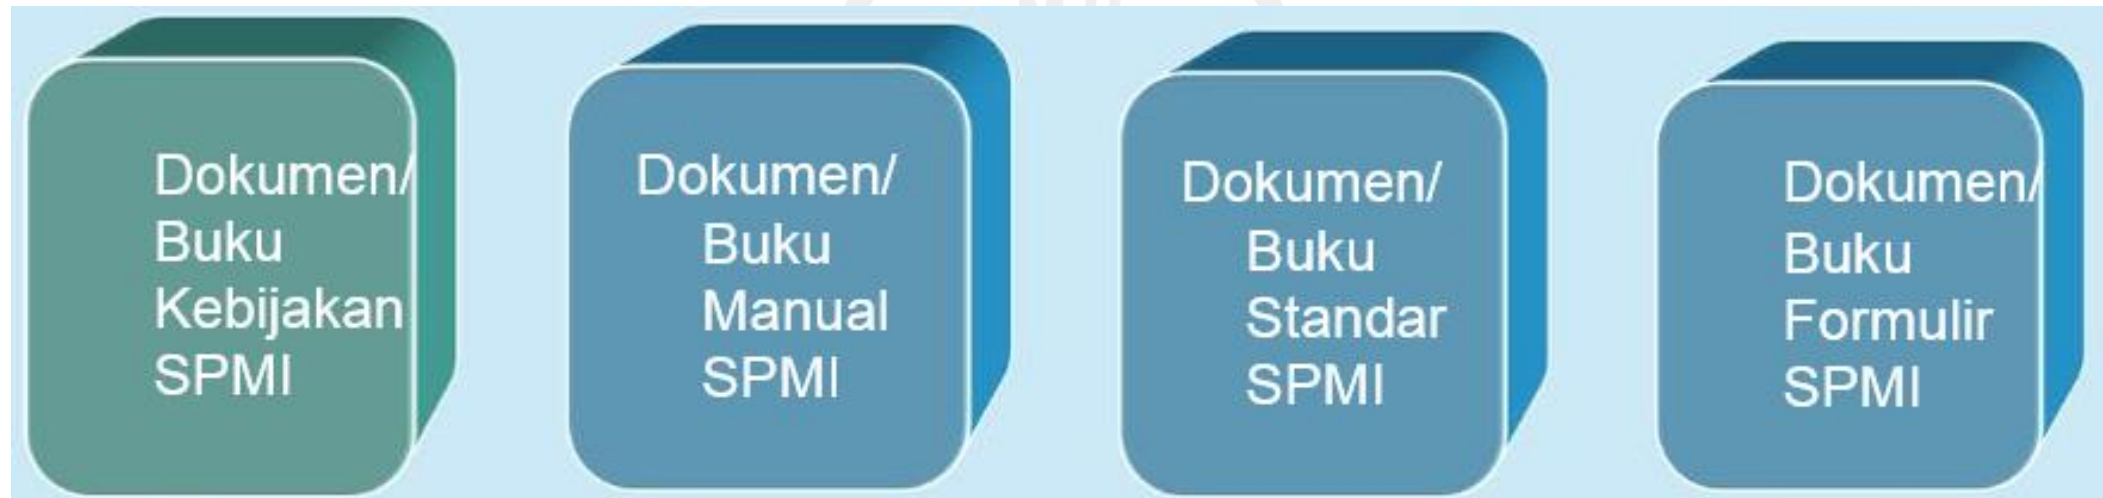 Dokumen/
Buku
Kebijakan
SPMI
Dokumen/
Buku
Manual
SPMI
Dokumen/
Buku
Standar
SPMI
Dokumen/
Buku
Formulir
SPMI